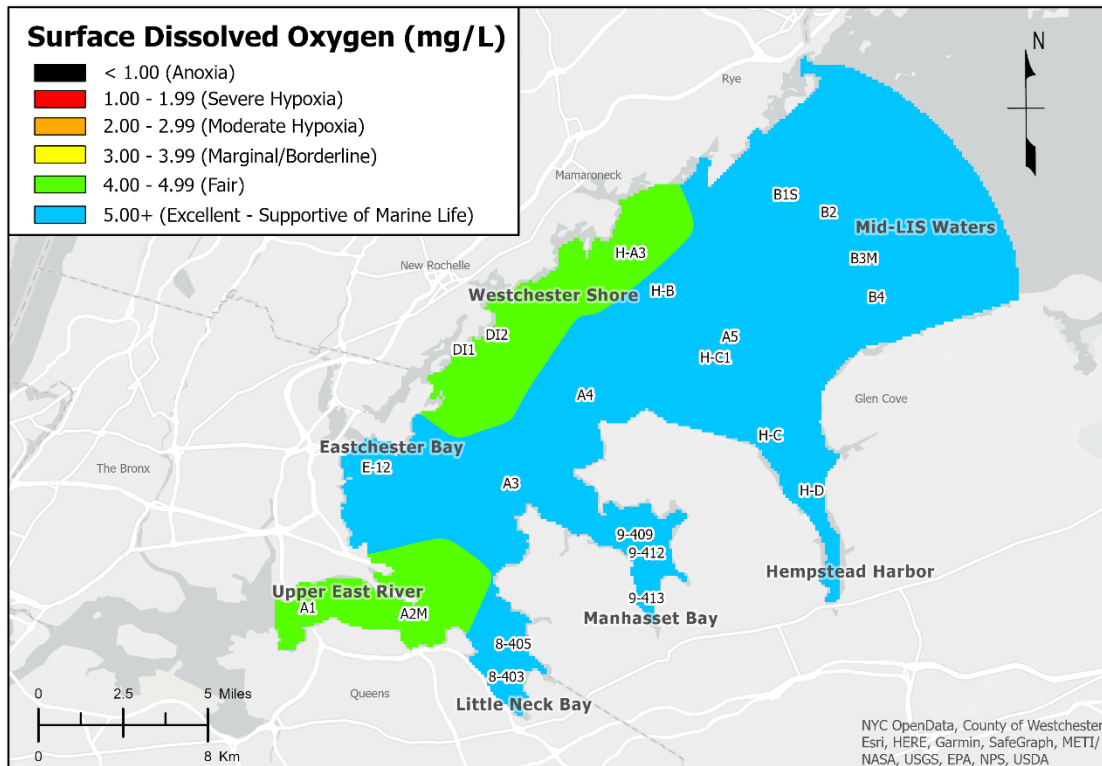 Surface Dissolved Oxygen (mg/L)
< 1.00 (Anoxia)
1.00 - 1.99 (Severe Hypoxia)
2.00 - 2.99 (Moderate Hypoxia)
3.00 - 3.99 (Marginal/Borderline)
4.00 - 4.99 (Fair)
5.00+ (Excellent - Supportive of Marine Life)
N
Rye
Mamaroneck
B1S
B2
Mid-LIS Waters
H-A3
B3M
New Rochelle
Westchester Shore
H-B
B4
DI2
DI1
A5
H-C1
A4
Glen Cove
H-C
Eastchester Bay
E-12
The Bronx
A3
H-D
9-409
9-412
Hempstead Harbor
Upper East River
A1
A2M
9-413
Manhasset Bay
8-405
8-403
Queens
Little Neck Bay
0 2.5 5 Miles
0 8 Km
NYC OpenData, County of Westchester,
Esri, HERE, Garmin, SafeGraph, METI/
NASA, USGS, EPA, NPS, USDA